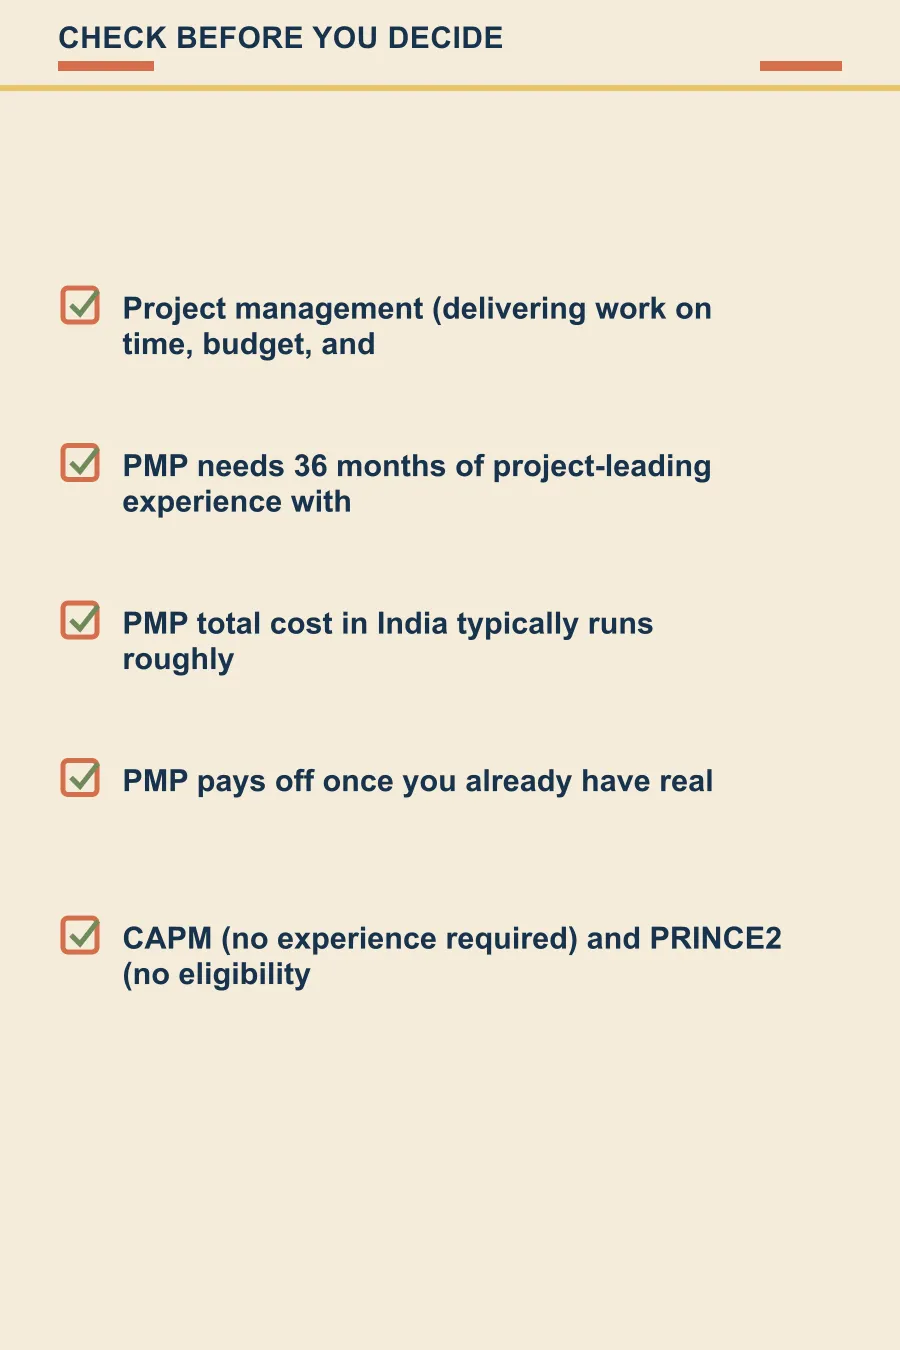 CHECK BEFORE YOU DECIDE
Project management (delivering work on
time, budget, and
PMP needs 36 months of project-leading
experience with
PMP total cost in India typically runs
roughly
PMP pays off once you already have real
CAPM (no experience required) and PRINCE2
(no eligibility